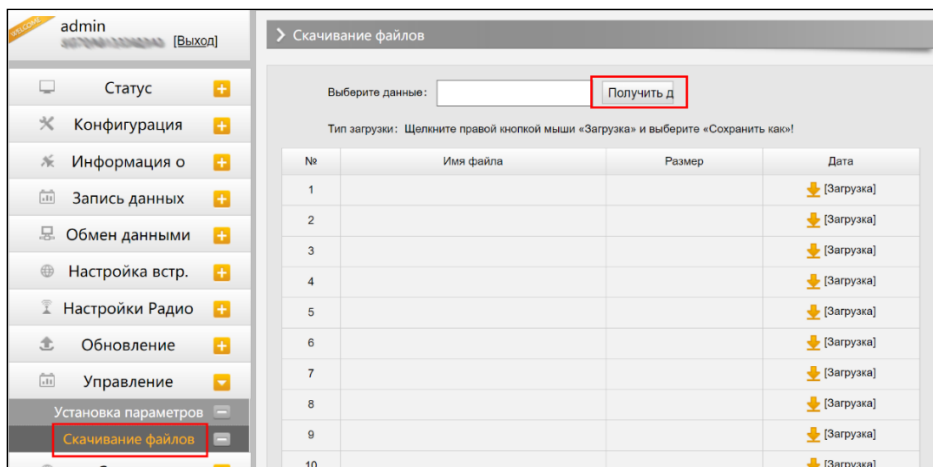 WELCOME
admin
[Выход]
Статус
Конфигурация
Информация о
Запись данных
Обмен данными
Настройка встр.
Настройки Радио
Обновление
Управление
Установка параметров
Скачивание файлов
Скачивание файлов
Выберите данные:
Получить д
Тип загрузки: Щелкните правой кнопкой мыши «Загрузка» и выберите «Сохранить как»!
№ Имя файла Размер Дата
1 [Загрузка]
2 [Загрузка]
3 [Загрузка]
4 [Загрузка]
5 [Загрузка]
6 [Загрузка]
7 [Загрузка]
8 [Загрузка]
9 [Загрузка]
10 [Загрузка]